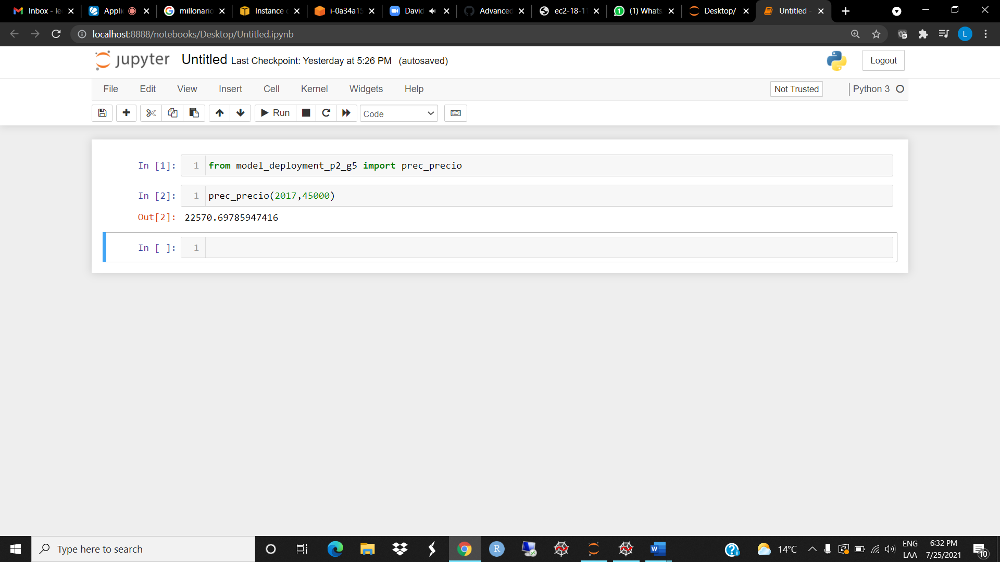 Inbox - le
Applic
millonario
Instance
i-0a34a15
David
Advanced
ec2-18-11
(1) Whats
Desktop/
Untitled -
localhost:8888/notebooks/Desktop/Untitled.ipynb
L
jupyter Untitled Last Checkpoint: Yesterday at 5:26 PM (autosaved)
Logout
File Edit View Insert Cell Kernel Widgets Help
Not Trusted
Python 3
Run
Code
In [1]: 1 from model_deployment_p2_g5 import prec_precio
In [2]: 1 prec_precio(2017,45000)
Out[2]: 22570.69785947416
In [ ]: 1
Type here to search
R
W
14°C
ENG
LAA
6:32 PM
7/25/2021
10